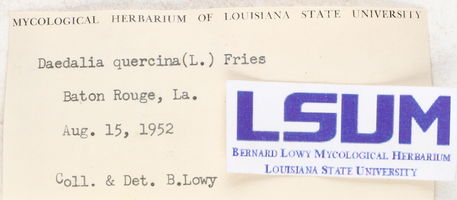 MYCOLOGICAL HERBARIUM OF LOUISIANA STATE UNIVERSITY
Daedalia quercina(L.) Fries
Baton Rouge, La.
Aug. 15, 1952
Coll. & Det. B.Lowy
LSUM
BERNARD LOWY MYCOLOGICAL HERBARIUM
LOUISIANA STATE UNIVERSITY